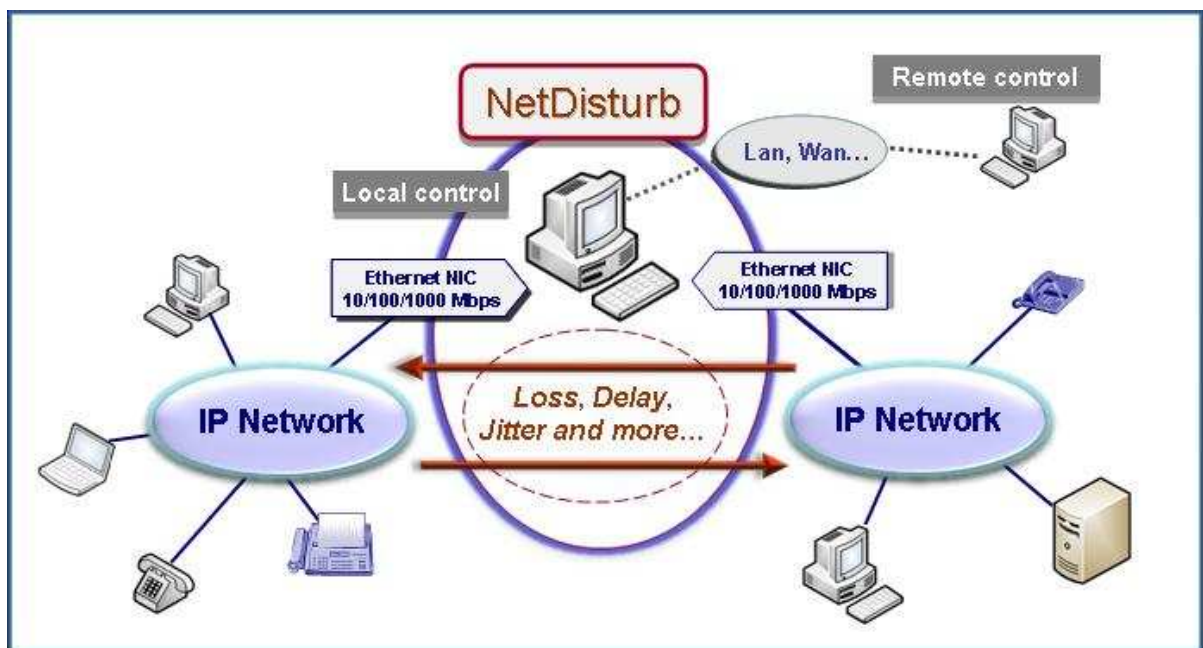 Remote control
NetDisturb
Lan, Wan...
Local control
Ethernet NIC
10/100/1000 Mbps
Ethernet NIC
10/100/1000 Mbps
IP Network
Loss, Delay,
Jitter and more...
IP Network